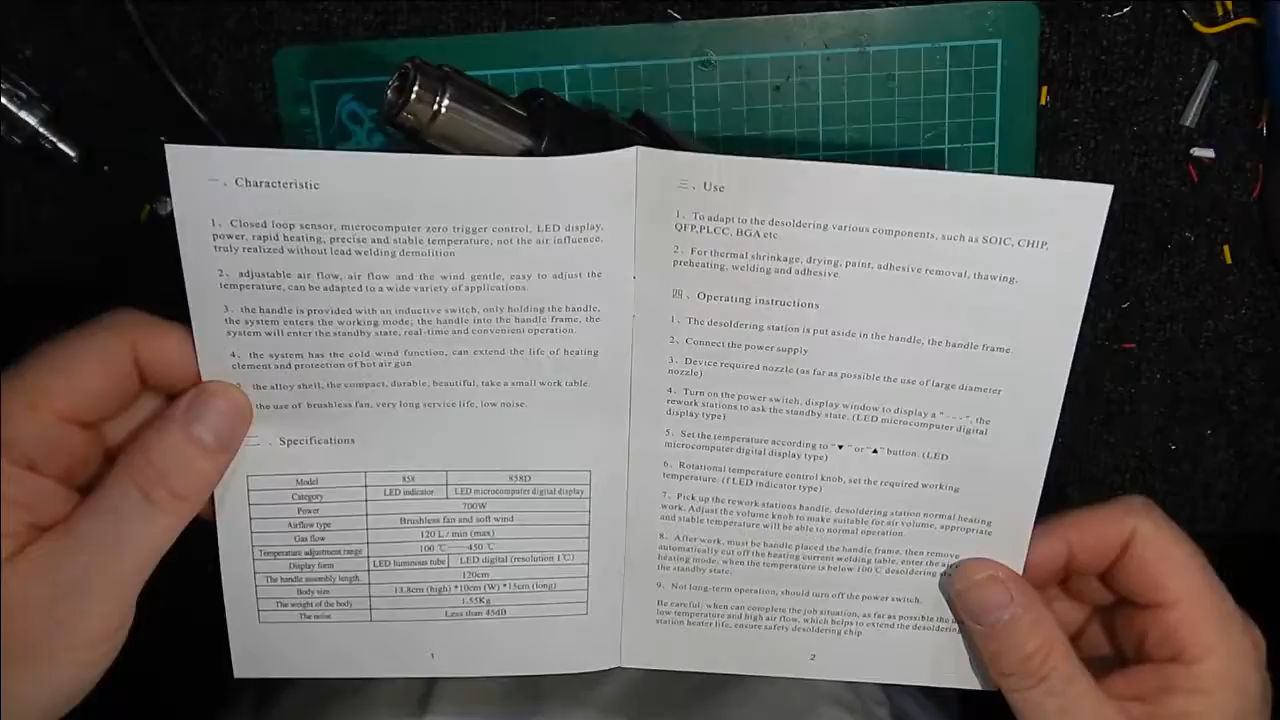 一、Characteristic
1、Closed loop sensor, microcomputer zero trigger control, LED display,
power, rapid heating, precise and stable temperature, not the air influence,
truly realized without lead welding demolition
2、adjustable air flow, air flow and the wind gentle, easy to adjust the
temperature, can be adapted to a wide variety of applications.
3、the handle is provided with an inductive switch, only holding the handle,
the system enters the working mode; the handle into the handle frame, the
system will enter the standby state, real-time and convenient operation.
4、the system has the cold wind function, can extend the life of heating
element and protection of hot air gun.
the alloy shell, the compact, durable, beautiful, take a small work table.
the use of brushless fan, very long service life, low noise.
二、Specifications
Model 858 858D
Category LED indicator LED microcomputer digital display
Power 700W
Airflow type Brushless fan and soft wind
Gas flow 120 L / min (max)
Temperature adjustment range 100 ℃ 450 ℃
Display form LED luminous tube LED digital (resolution 1℃)
The handle assembly length 120cm
Body size 13.8cm (high) *10cm (W) *15cm (long)
The weight of the body 1.55Kg
The noise Less than 45dB
1
三、Use
1、To adapt to the desoldering various components, such as SOIC, CHIP,
QFP,PLCC, BGA etc
2、For thermal shrinkage, drying, paint, adhesive removal, thawing,
preheating, welding and adhesive.
四、Operating instructions
1、The desoldering station is put aside in the handle, the handle frame.
2、Connect the power supply
3、Device required nozzle (as far as possible the use of large diameter
nozzle)
4、Turn on the power switch, display window to display a "---", the
rework stations to ask the standby state. (LED microcomputer digital
display type)
5、Set the temperature according to "▼" or "▲" button. (LED
microcomputer digital display type)
6、Rotational temperature control knob, set the required working
temperature. (f LED indicator type)
7、Pick up the rework stations handle, desoldering station normal heating
work. Adjust the volume knob to make suitable for air volume, appropriate
and stable temperature will be able to normal operation.
8、After work, must be handle placed the handle frame, then remove
automatically cut off the heating current welding table, enter the air
heating mode, when the temperature is below 100℃ desoldering
the standby state.
9、Not long-term operation, should turn off the power switch.
Be careful, when can complete the job situation, as far as possible the
low temperature and high air flow, which helps to extend the desoldering
station heater life, ensure safety desoldering chip.
2